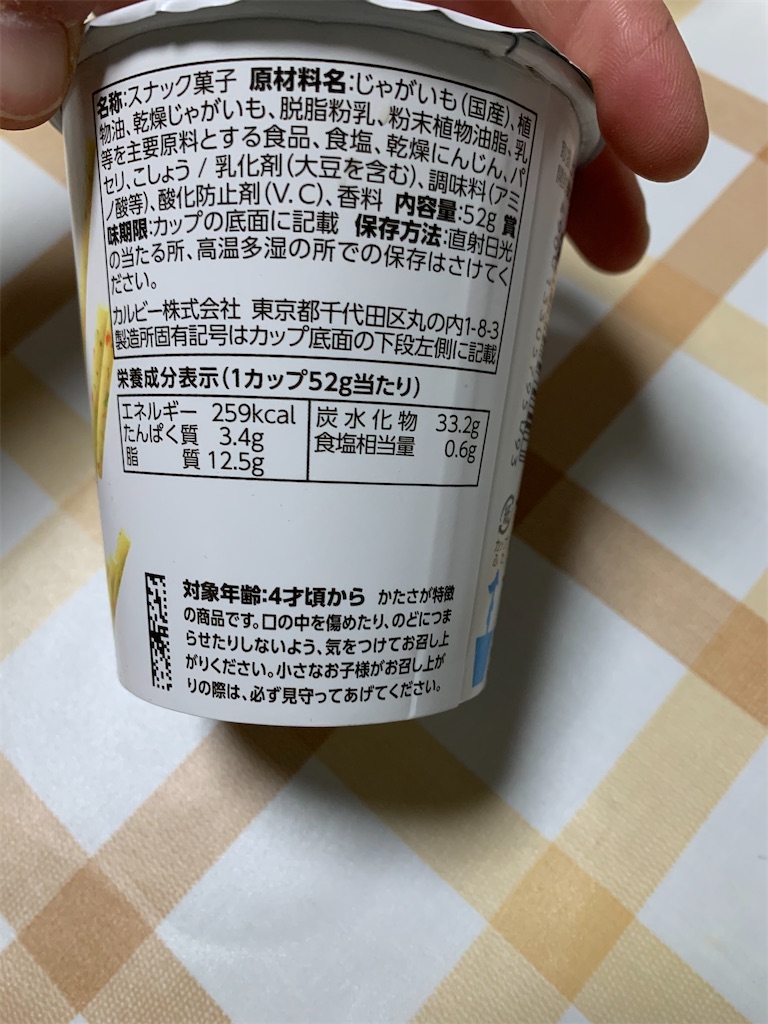 名称:スナック菓子 原材料名:じゃがいも(国産)、植
物油、乾燥じゃがいも、脱脂粉乳、粉末植物油脂、乳
等を主要原料とする食品、食塩、乾燥にんじん、パ
セリ、こしょう / 乳化剤(大豆を含む)、調味料(アミ
ノ酸等)、酸化防止剤(V.C)、香料 内容量:52g 賞
味期限:カップの底面に記載 保存方法:直射日光
の当たる所、高温多湿の所での保存はさけてく
ださい。
カルビー株式会社 東京都千代田区丸の内1-8-3
製造所固有記号はカップ底面の下段左側に記載
栄養成分表示(1カップ52g当たり)
エネルギー 259kcal
たんぱく質 3.4g
脂質 12.5g
炭水化物 33.2g
食塩相当量 0.6g
対象年齢:4才頃から かたさが特徴
の商品です。口の中を傷めたり、のどにつま
らせたりしないよう、気をつけてお召し上
がりください。小さなお子様がお召し上が
りの際は、必ず見守ってあげてください。